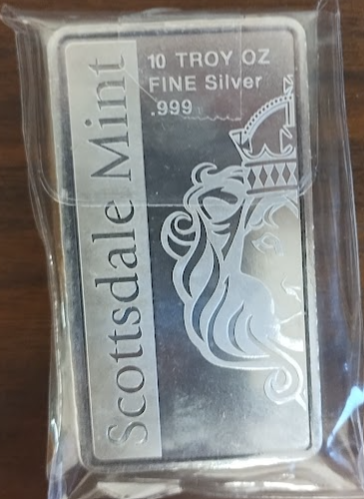 10 TROY OZ
FINE Silver
.999
Scottsdale Mint